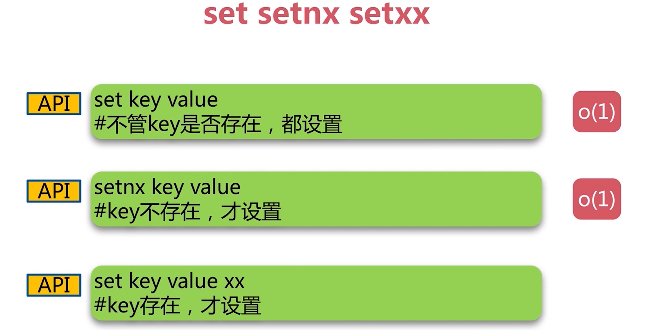 set setnx setxx
API
set key value
#不管key是否存在，都设置
o(1)
API
setnx key value
#key不存在，才设置
o(1)
API
set key value xx
#key存在，才设置